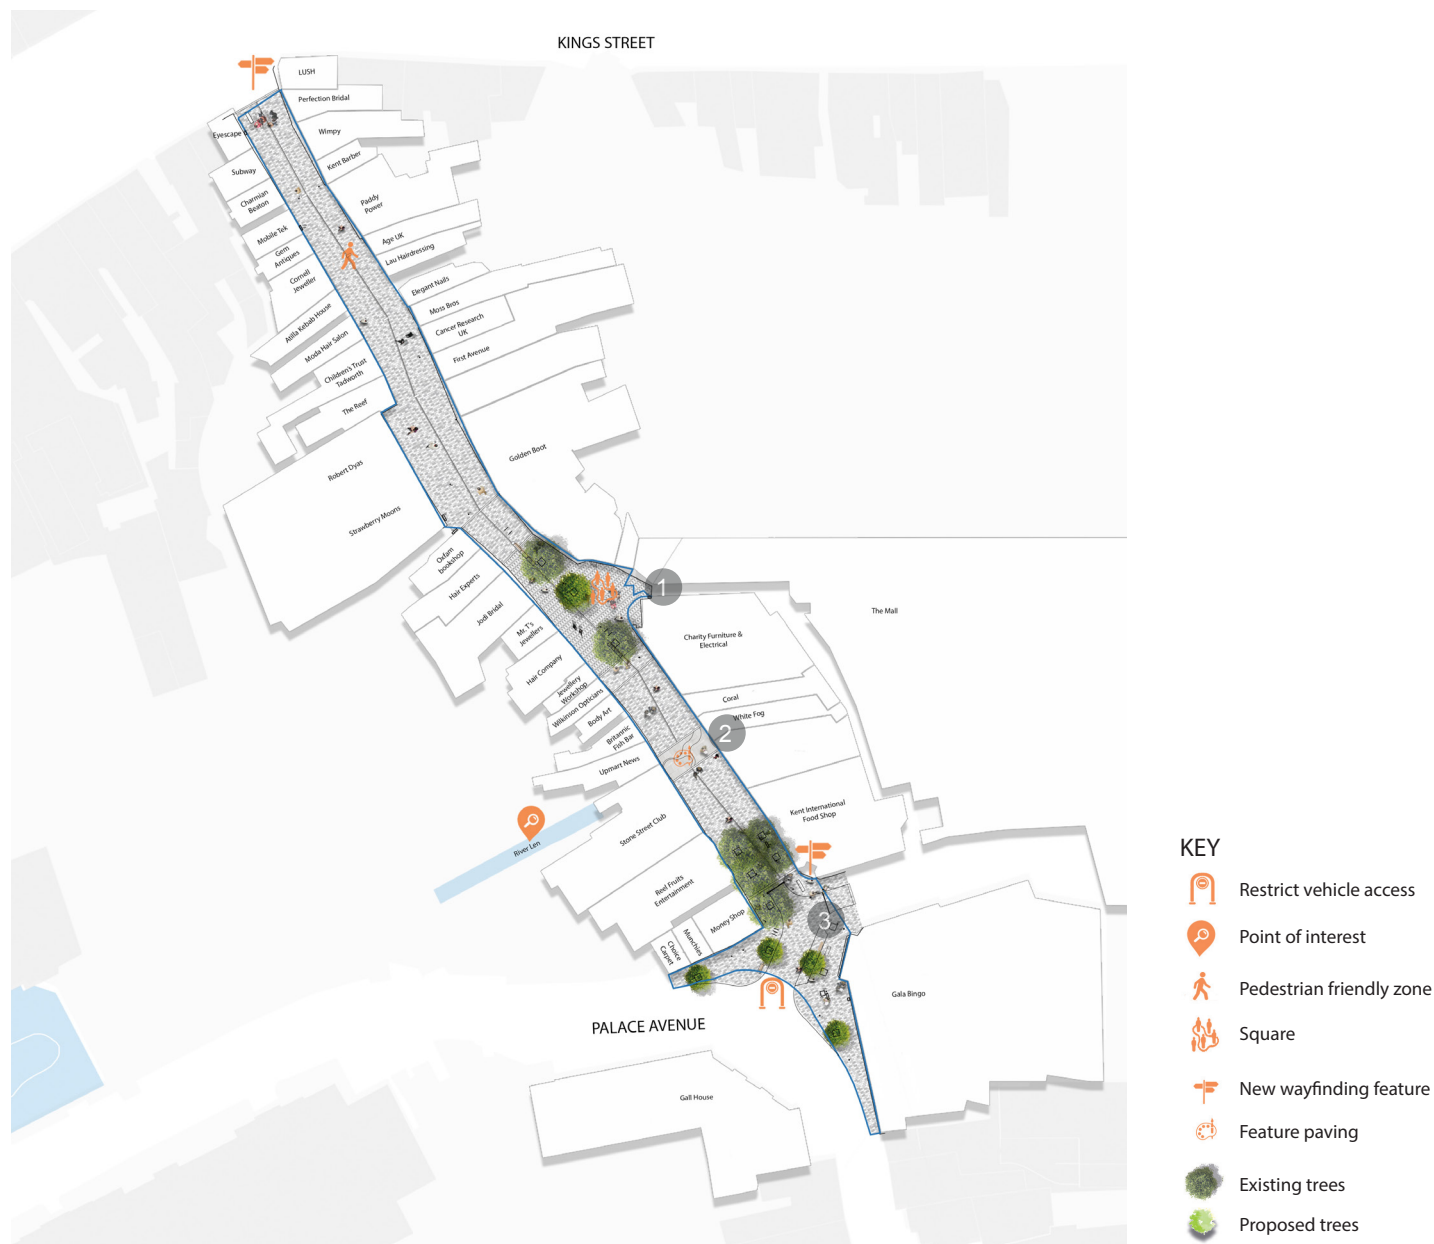 KINGS STREET
LUSH
Perfection Bridal
Eyescape
Wimpy
Kent Barber
Subway
Charmian
Beaton
Paddy
Power
Mobile Tek
Age UK
Gem
Antiques
Lau Hairdressing
Cornell
Jeweller
Elegant Nails
Moss Bros
Atilla Kebab House
Cancer Research
UK
Moda Hair Salon
First Avenue
Children's Trust
Tadworth
The Reef
Golden Boot
Robert Dyas
Strawberry Moons
Oxfam
bookshop
Hair Experts
1
The Mall
Jodi Bridal
Mr. T's
Jewellers
Charity Furniture &
Electrical
Hair Company
Jewellery
Workshop
Wilkinson Opticians
Coral
White Fog
Body Art
2
Britannic
Fish Bar
Upmart News
Kent International
Food Shop
Stone Street Club
River Len
Reel Fruits
Entertainment
Money Shop
3
Munchies
Choice
Carpet
Gala Bingo
PALACE AVENUE
Gall House
KEY
Restrict vehicle access
Point of interest
Pedestrian friendly zone
Square
New wayfinding feature
Feature paving
Existing trees
Proposed trees